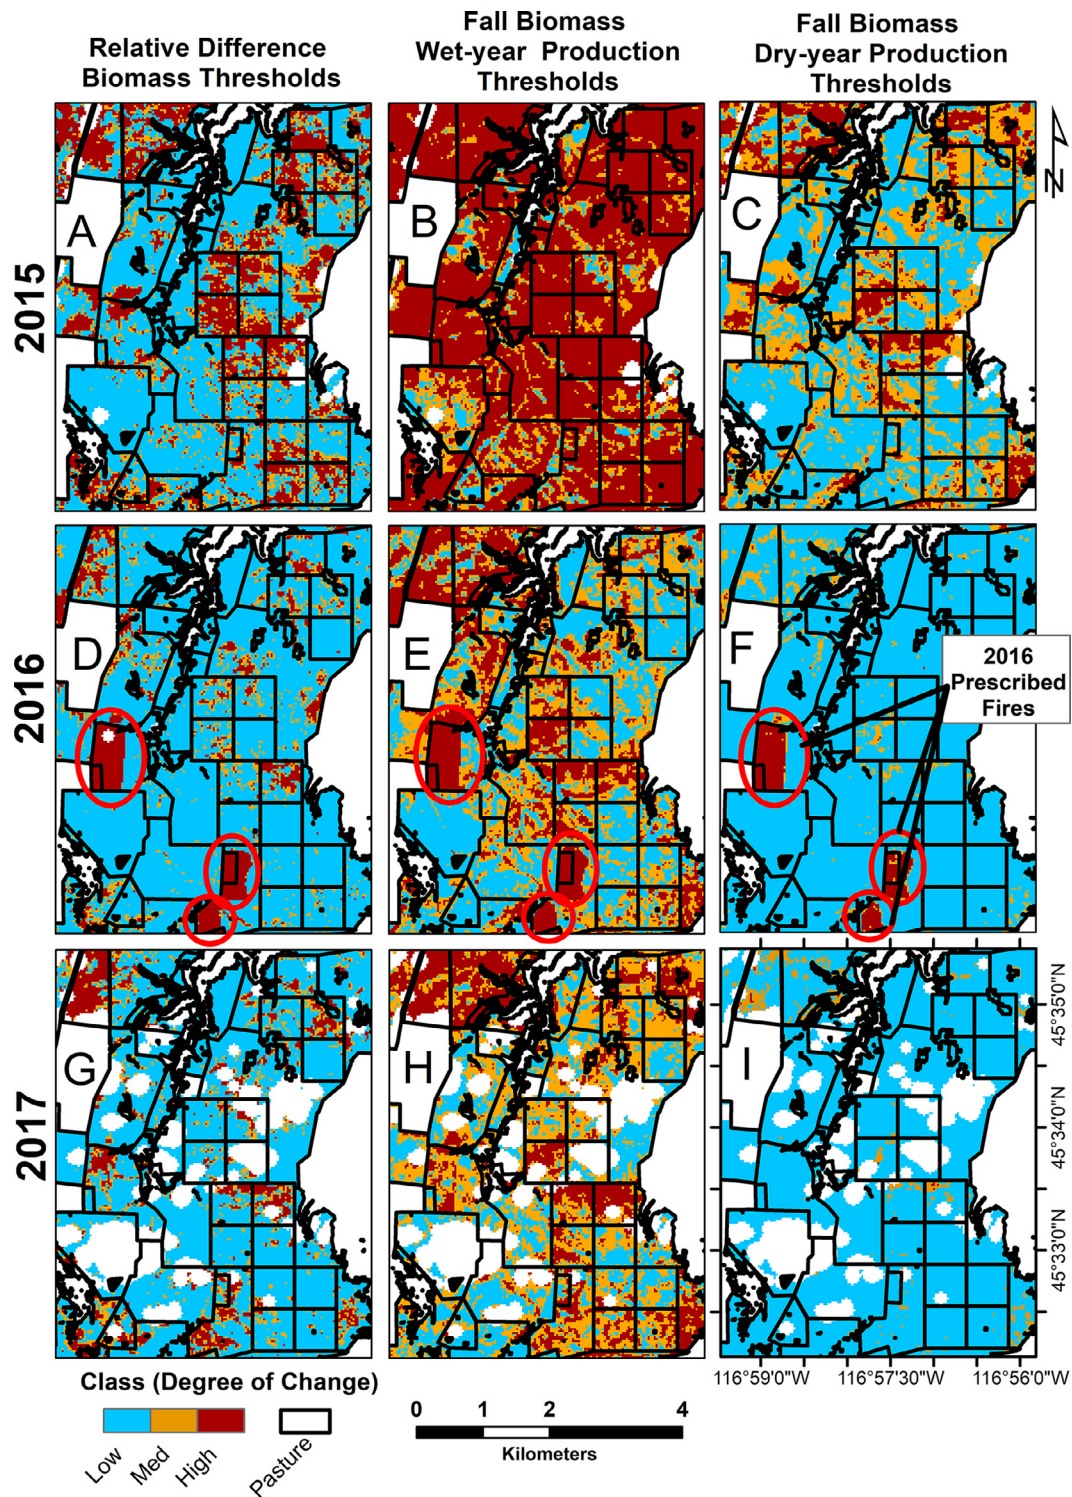 Relative Difference
Biomass Thresholds
Fall Biomass
Wet-year Production
Thresholds
Fall Biomass
Dry-year Production
Thresholds
N
2015
A
B
C
2016
D
E
F
2016
Prescribed
Fires
2017
G
H
I
45°35'0"N
45°34'0"N
45°33'0"N
116°59'0"W
116°57'30"W
116°56'0"W
Class (Degree of Change)
Low
Med
High
Pasture
0 1 2 4
Kilometers